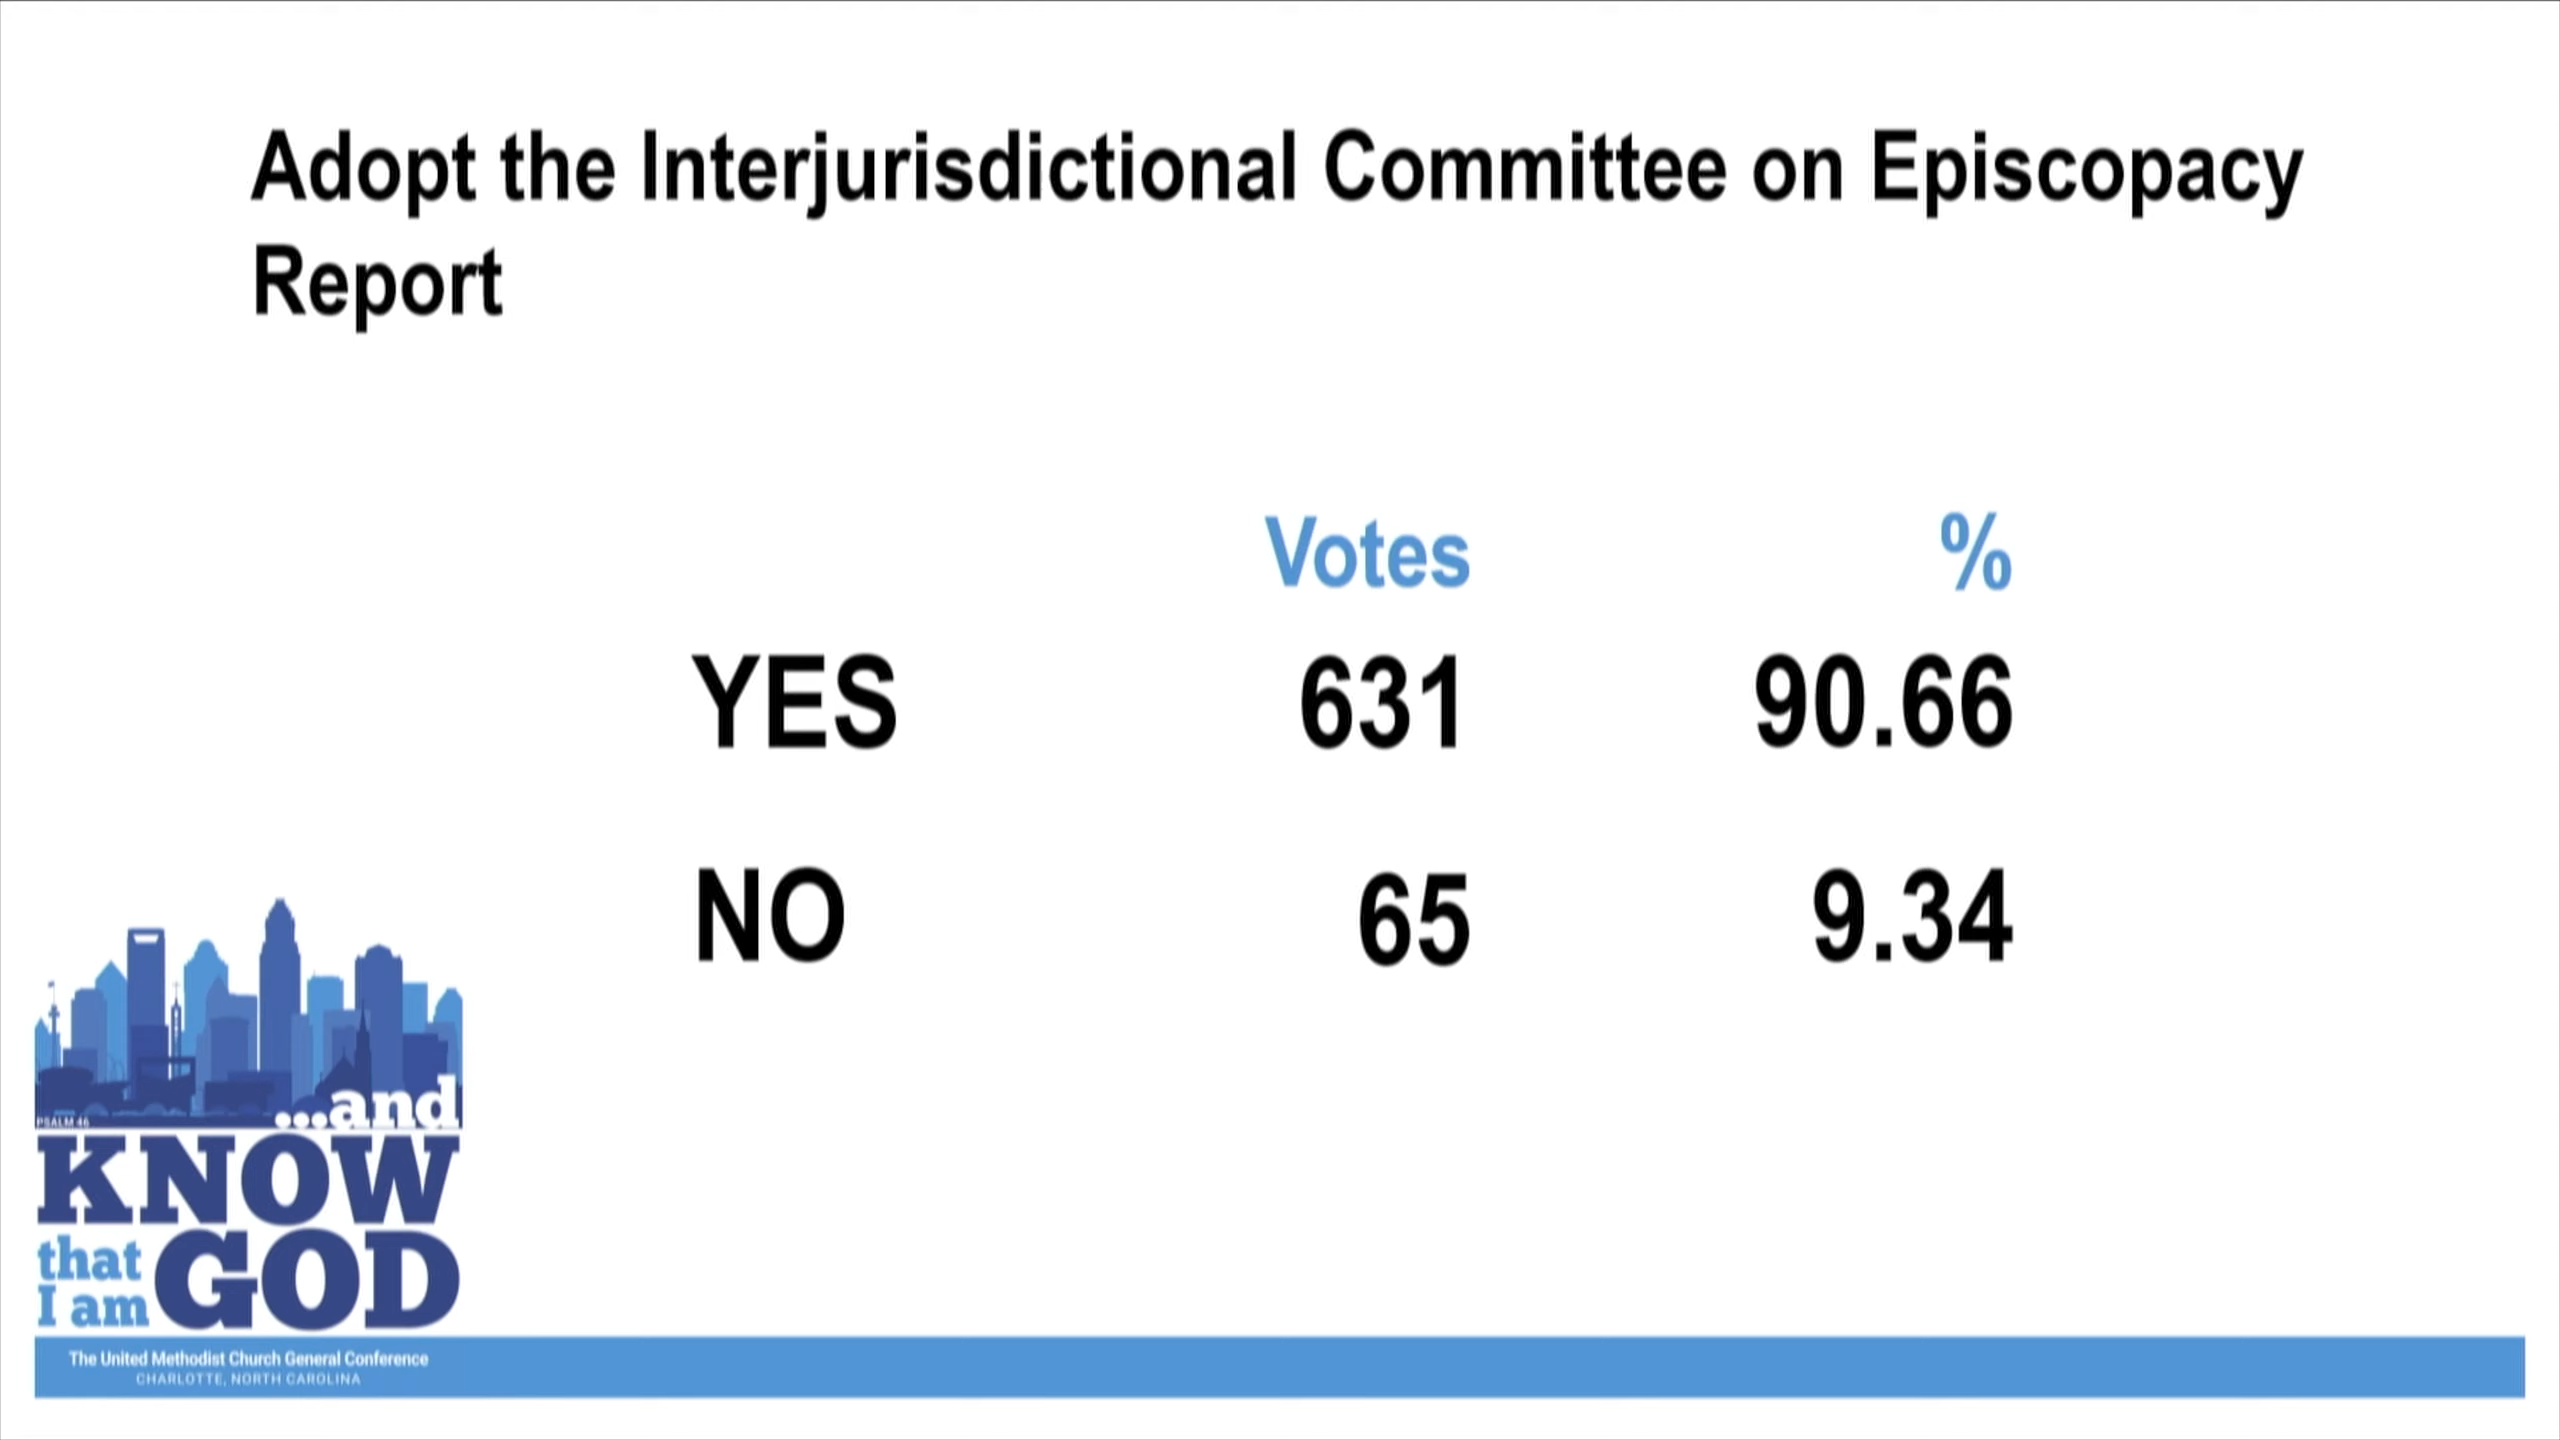 Adopt the Interjurisdictional Committee on Episcopacy
Report
Votes %
YES 631 90.66
NO 65 9.34
PSALM 46
...and
KNOW
that
I am GOD
The United Methodist Church General Conference
CHARLOTTE, NORTH CAROLINA